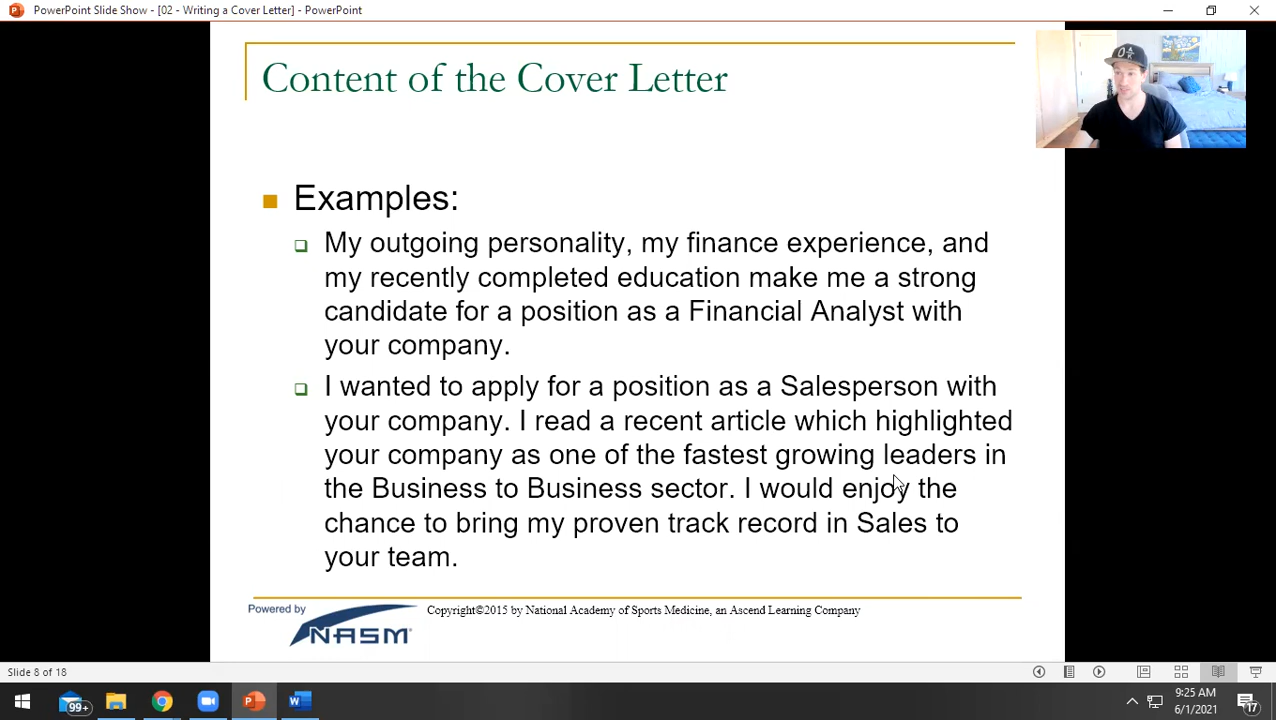 PowerPoint Slide Show - [02 - Writing a Cover Letter] - PowerPoint
Content of the Cover Letter
Examples:
My outgoing personality, my finance experience, and
my recently completed education make me a strong
candidate for a position as a Financial Analyst with
your company.
I wanted to apply for a position as a Salesperson with
your company. I read a recent article which highlighted
your company as one of the fastest growing leaders in
the Business to Business sector. I would enjoy the
chance to bring my proven track record in Sales to
your team.
Powered by
NASM
Copyright©2015 by National Academy of Sports Medicine, an Ascend Learning Company
Slide 8 of 18
99+
9:25 AM
6/1/2021
17